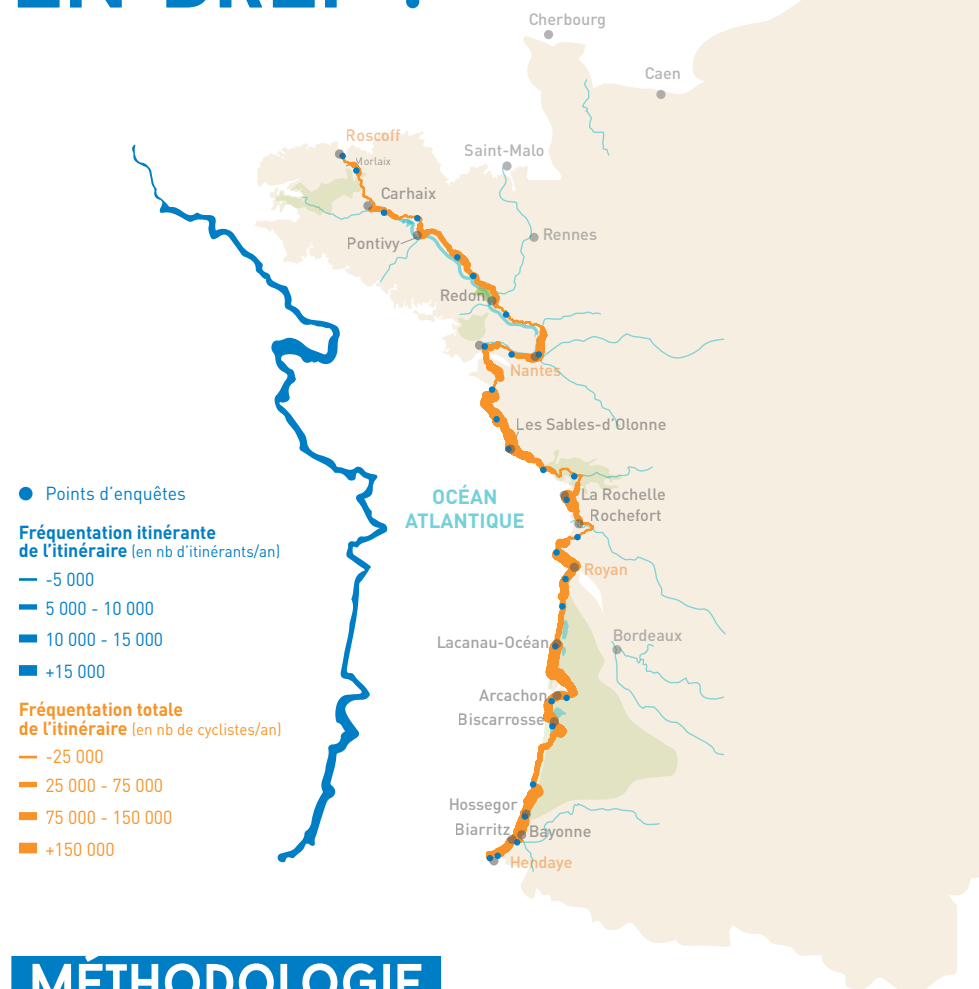 EN BREF !
Cherbourg
Caen
Roscoff
Morlaix
Saint-Malo
Carhaix
Rennes
Pontivy
Redon
Nantes
Les Sables-d'Olonne
OCÉAN
ATLANTIQUE
La Rochelle
Rochefort
Royan
Lacanau-Océan
Bordeaux
Arcachon
Biscarrosse
Hossegor
Biarritz
Bayonne
Hendaye
Points d'enquêtes
Fréquentation itinérante
de l'itinéraire (en nb d'itinérants/an)
-5 000
5 000 - 10 000
10 000 - 15 000
+15 000
Fréquentation totale
de l'itinéraire (en nb de cyclistes/an)
-25 000
25 000 - 75 000
75 000 - 150 000
+150 000
MÉTHODOLOGIE